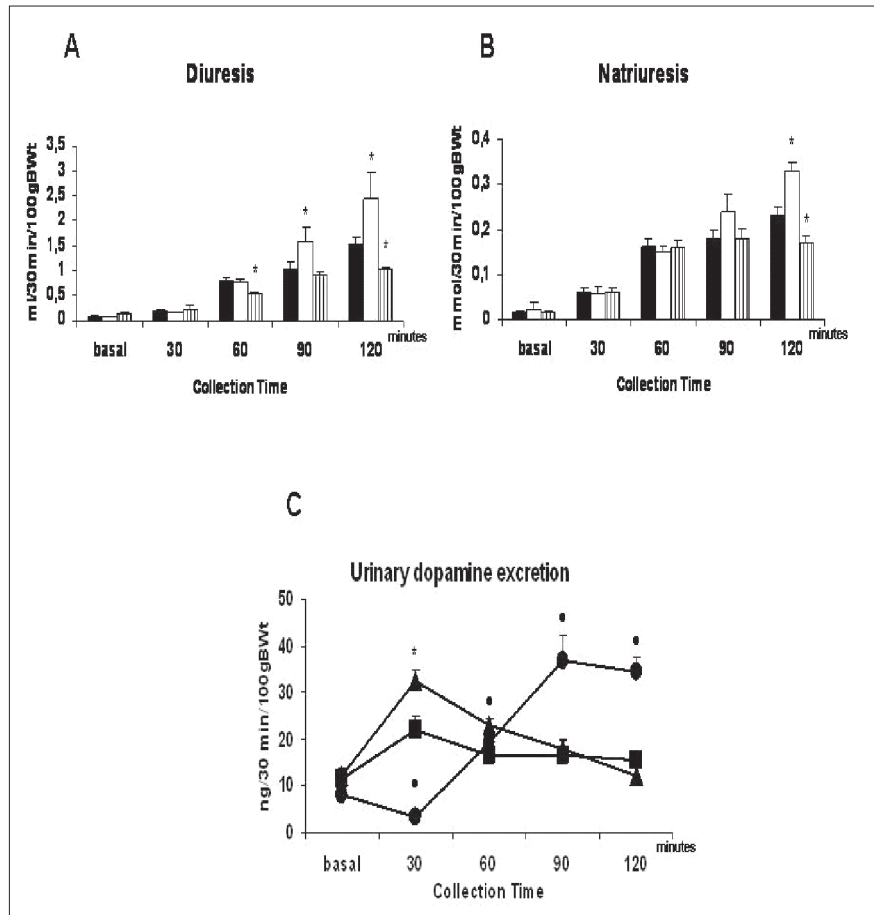 A
Diuresis
ml/30min/100gBWt
3,5
3
2,5
2
1,5
1
0,5
0
*
*
*
*
basal 30 60 90 120 minutes
Collection Time
B
Natriuresis
mmol/30min/100gBWt
0,4
0,3
0,2
0,1
0
*
*
basal 30 60 90 120 minutes
Collection Time
C
Urinary dopamine excretion
ng/30 min/100gBWt
50
40
30
20
10
0
*
basal 30 60 90 120 minutes
Collection Time